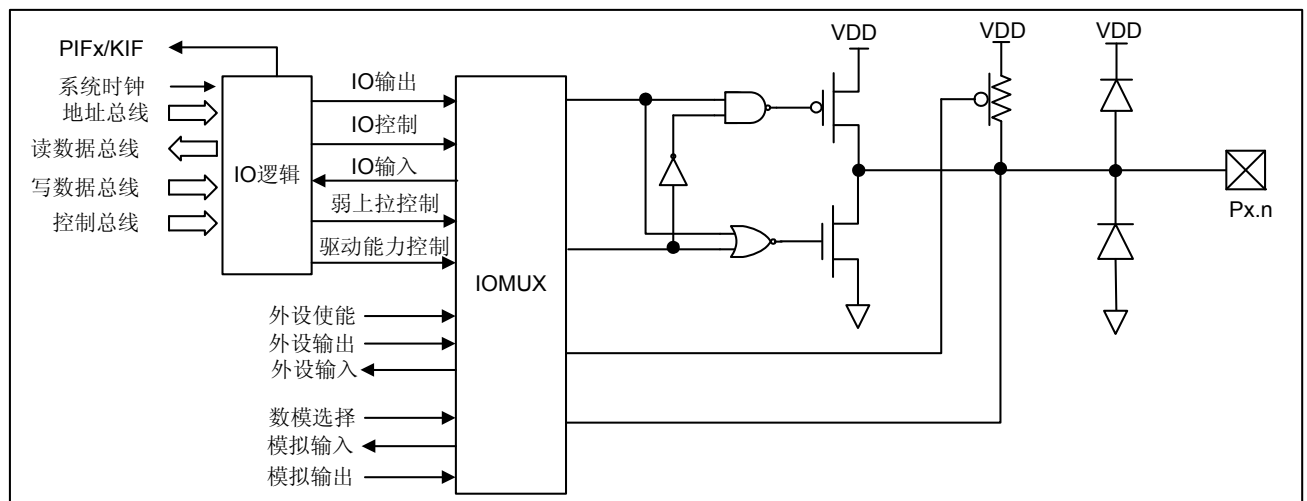 PIFx/KIF
系统时钟
地址总线
读数据总线
写数据总线
控制总线
IO逻辑
IO输出
IO控制
IO输入
弱上拉控制
驱动能力控制
外设使能
外设输出
外设输入
数模选择
模拟输入
模拟输出
IOMUX
VDD
VDD
VDD
Px.n